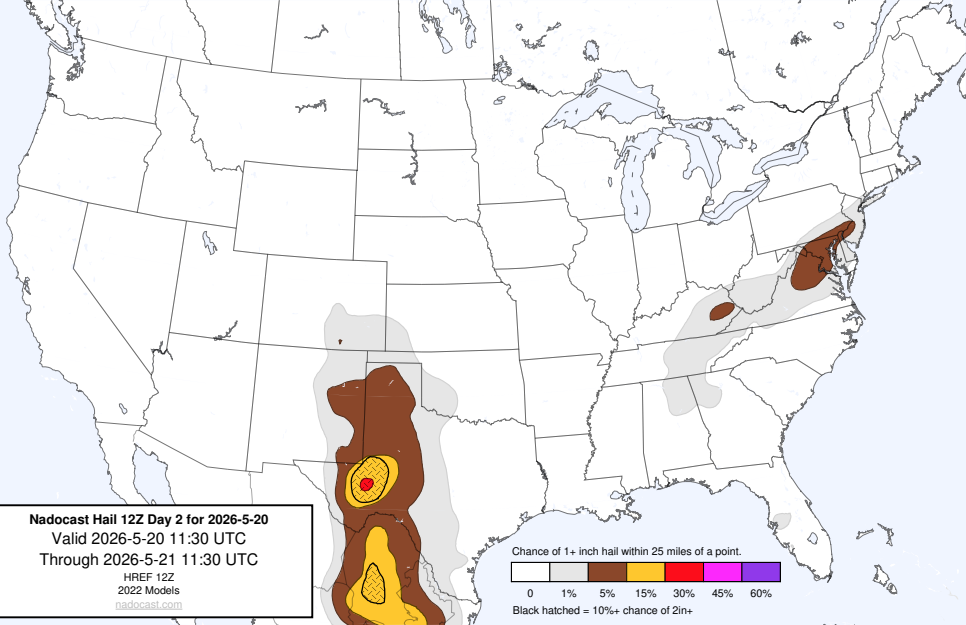 Nadocast Hail 12Z Day 2 for 2026-5-20
Valid 2026-5-20 11:30 UTC
Through 2026-5-21 11:30 UTC
HREF 12Z
2022 Models
nadocast.com
Chance of 1+ inch hail within 25 miles of a point.
0 1% 5% 15% 30% 45% 60%
Black hatched = 10%+ chance of 2in+